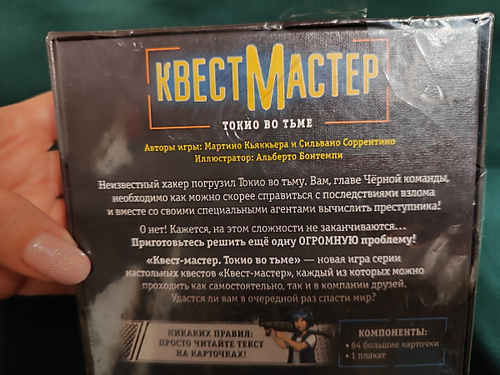 КВЕСТМАСТЕР
ТОКИО ВО ТЬМЕ
Авторы игры: Мартино Кьяккьера и Сильвано Соррентино
Иллюстратор: Альберто Бонтемпи
Неизвестный хакер погрузил Токио во тьму. Вам, главе Чёрной команды,
необходимо как можно скорее справиться с последствиями взлома
и вместе со своими специальными агентами вычислить преступника!
О нет! Кажется, на этом сложности не заканчиваются...
Приготовьтесь решить ещё одну ОГРОМНУЮ проблему!
«Квест-мастер. Токио во тьме» — новая игра серии
настольных квестов «Квест-мастер», каждый из которых можно
проходить как самостоятельно, так и в компании друзей.
Удастся ли вам в очередной раз спасти мир?
НИКАКИХ ПРАВИЛ:
ПРОСТО ЧИТАЙТЕ ТЕКСТ
НА КАРТОЧКАХ!
КОМПОНЕНТЫ:
• 64 большие карточки
• 1 плакат